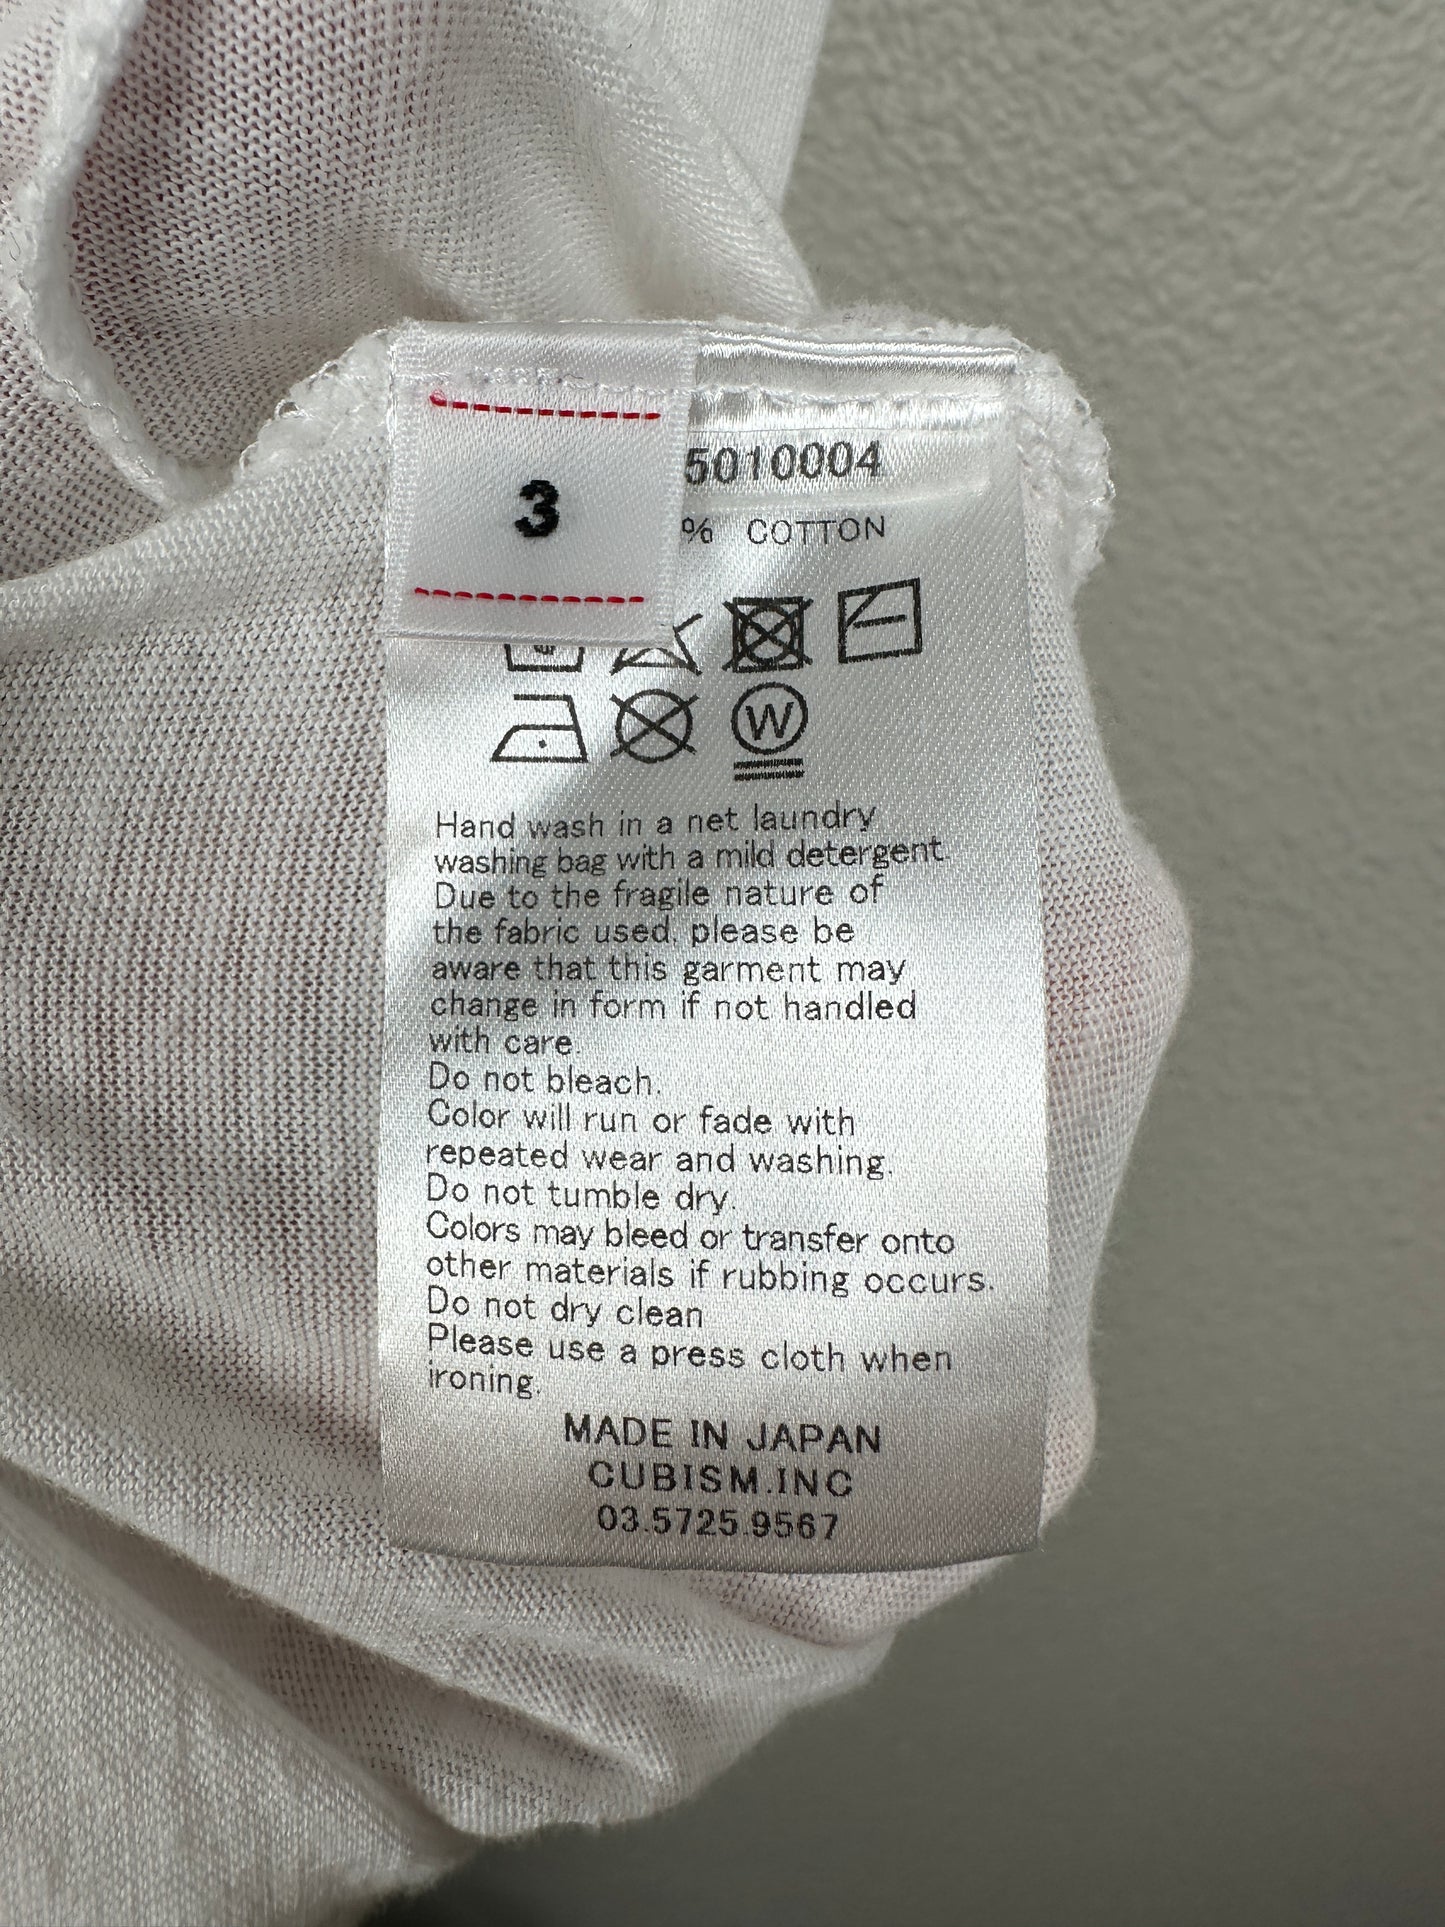 3
5010004
% COTTON
W
Hand wash in a net laundry
washing bag with a mild detergent
Due to the fragile nature of
the fabric used, please be
aware that this garment may
change in form if not handled
with care.
Do not bleach.
Color will run or fade with
repeated wear and washing.
Do not tumble dry.
Colors may bleed or transfer onto
other materials if rubbing occurs.
Do not dry clean
Please use a press cloth when
ironing.
MADE IN JAPAN
CUBISM.INC
03.5725.9567